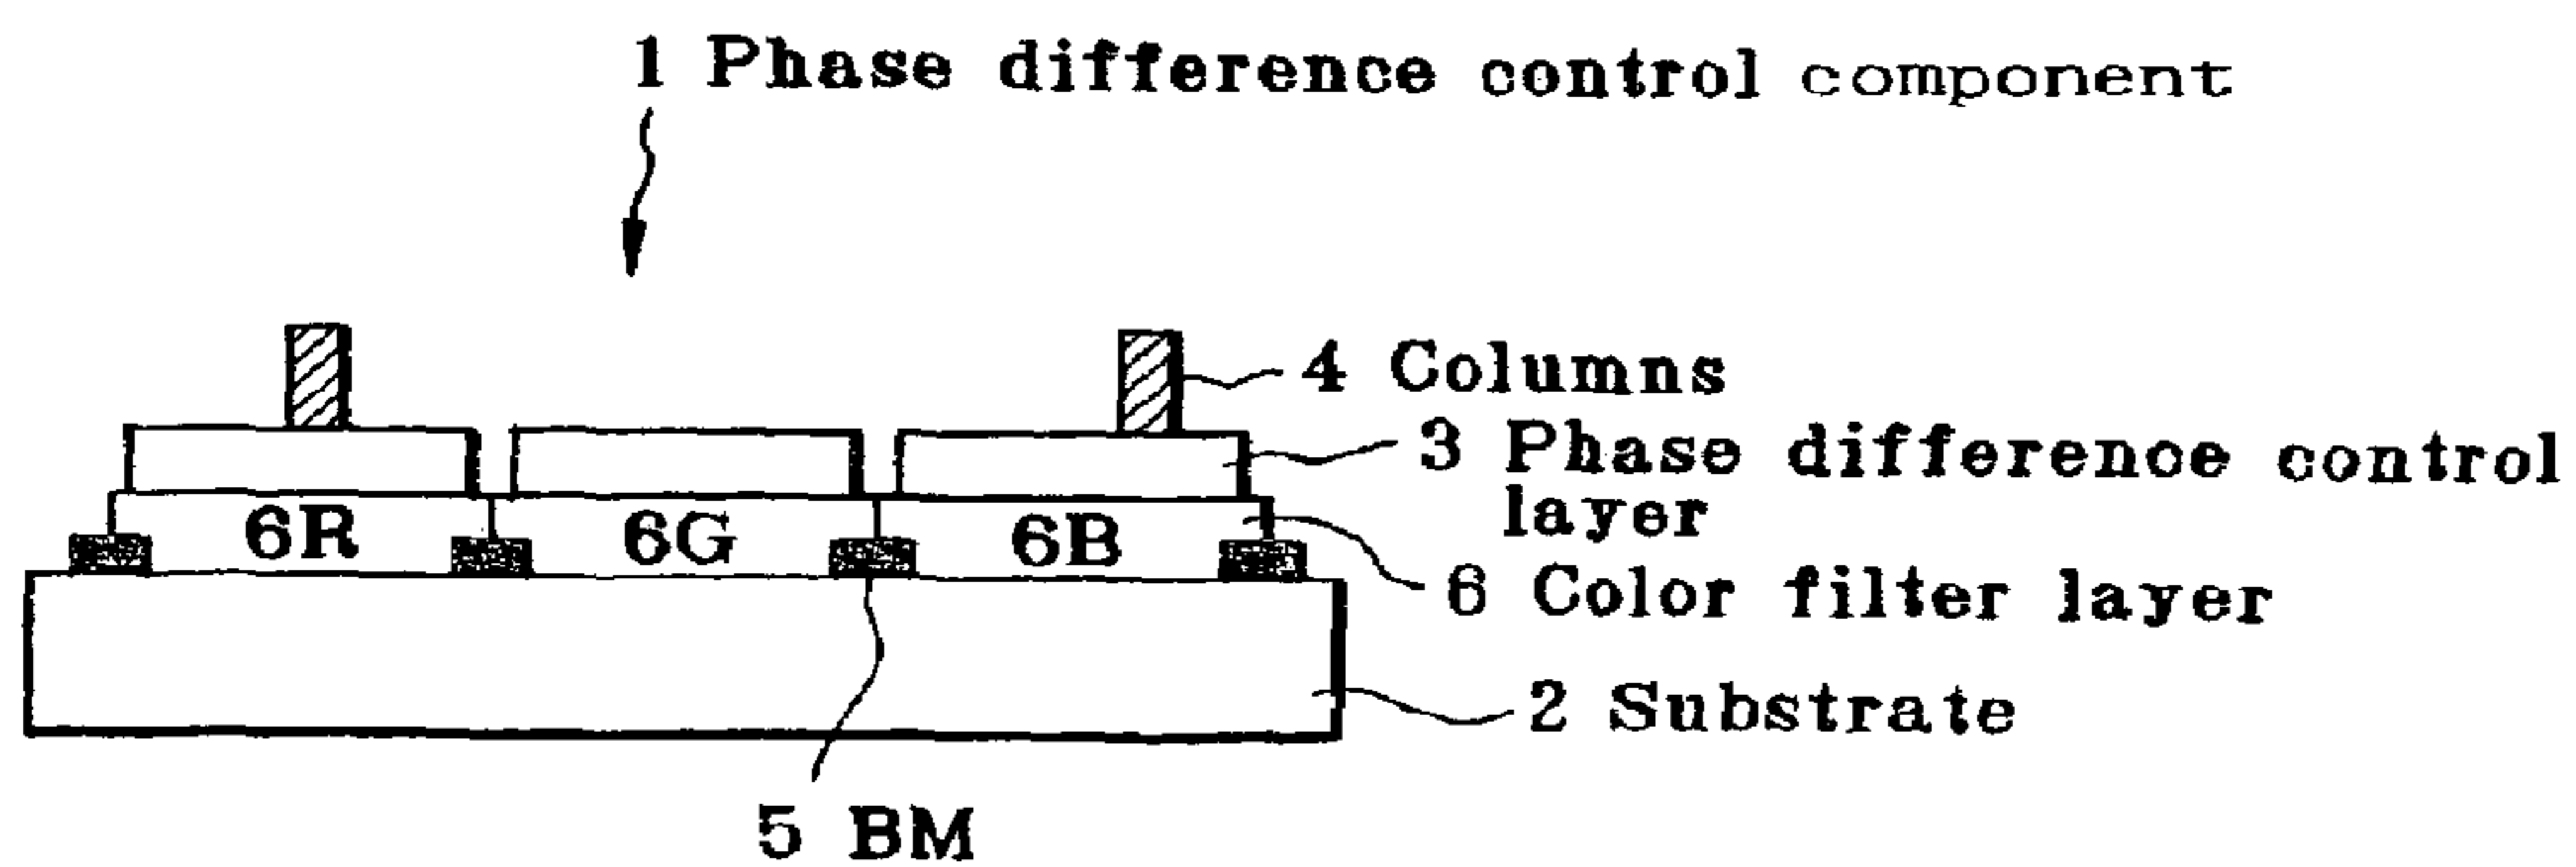 1 Phase difference control component
4 Columns
3 Phase difference control
layer
6R 6G 6B
6 Color filter layer
2 Substrate
5 BM